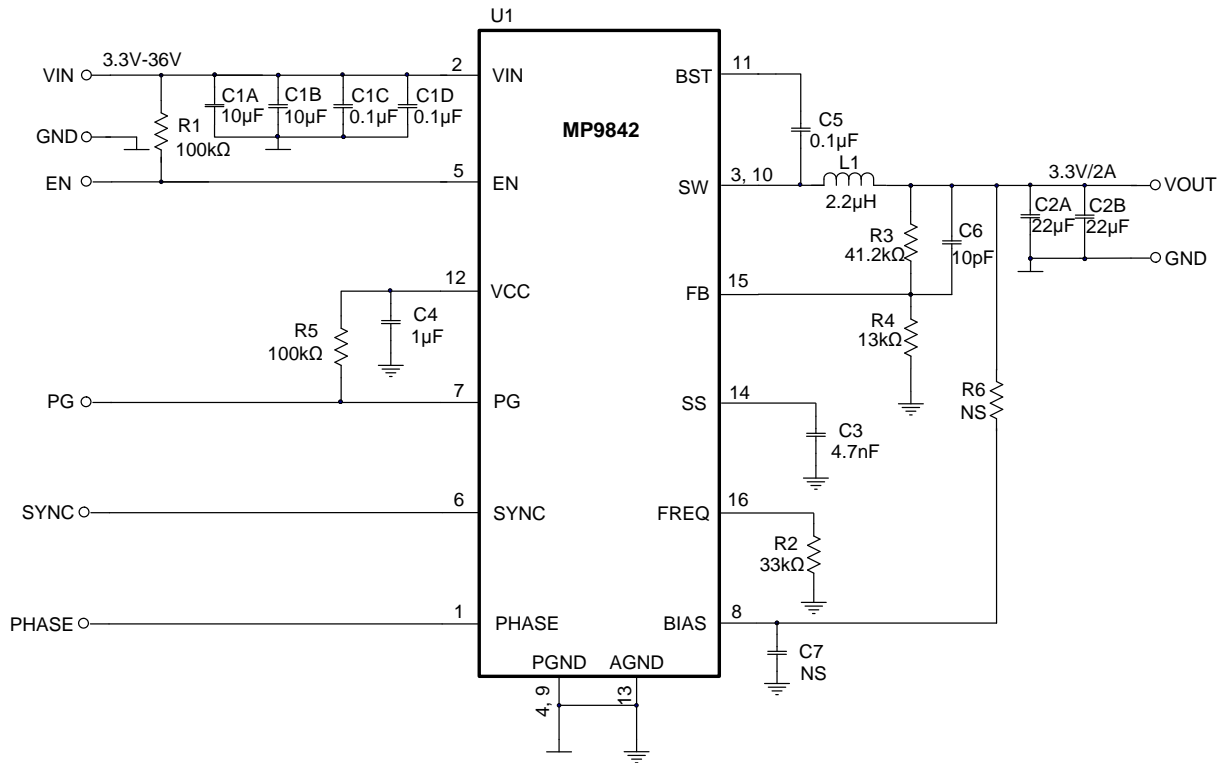 U1
3.3V-36V
VIN
2
VIN
BST
11
C1A
10µF
C1B
10µF
C1C
0.1µF
C1D
0.1µF
GND
R1
100kΩ
MP9842
C5
0.1µF
EN
5
EN
SW
3, 10
L1
2.2µH
3.3V/2A
VOUT
C2A
22µF
C2B
22µF
R3
41.2kΩ
C6
10pF
GND
12
VCC
FB
15
C4
1µF
R5
100kΩ
R4
13kΩ
PG
7
PG
SS
14
R6
NS
C3
4.7nF
SYNC
6
SYNC
FREQ
16
R2
33kΩ
PHASE
1
PHASE
BIAS
8
C7
NS
PGND
AGND
4, 9
13